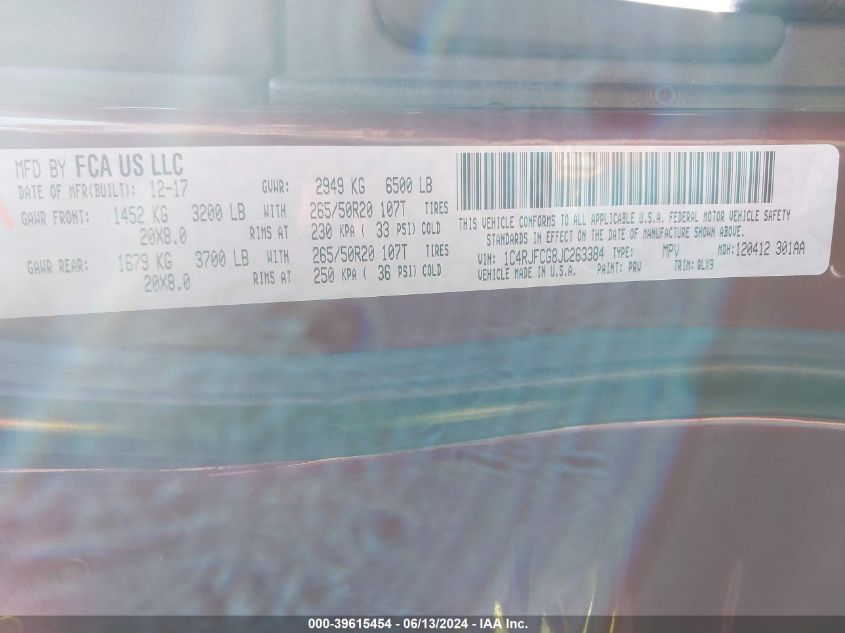 MFD BY FCA US LLC
DATE OF MFR(BUILT): 12-17 GVWR: 2949 KG 6500 LB
GAWR FRONT: 1452 KG 3200 LB WITH 265/50R20 107T TIRES
20X8.0 RIMS AT 230 KPA ( 33 PSI) COLD
GAWR REAR: 1679 KG 3700 LB WITH 265/50R20 107T TIRES
20X8.0 RIMS AT 250 KPA ( 36 PSI) COLD
THIS VEHICLE CONFORMS TO ALL APPLICABLE U.S.A. FEDERAL MOTOR VEHICLE SAFETY
STANDARDS IN EFFECT ON THE DATE OF MANUFACTURE SHOWN ABOVE.
VIN: 1C4RJFCG8JC263384 TYPE: MPV MDH: 120412 301AA
VEHICLE MADE IN U.S.A. PAINT: PRV TRIM: QLX9
000-39615454 - 06/13/2024 - IAA Inc.